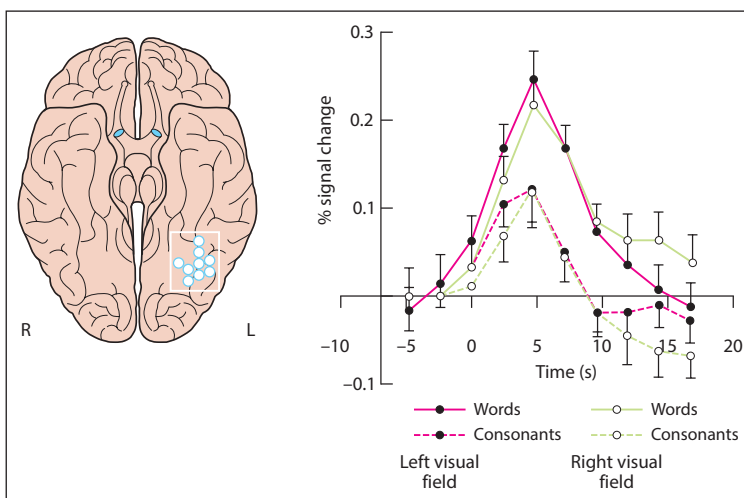 R
L
% signal change
0.3
0.2
0.1
–0.1
–10
–5
0
5
10
15
20
Time (s)
Words
Consonants
Left visual
field
Words
Consonants
Right visual
field